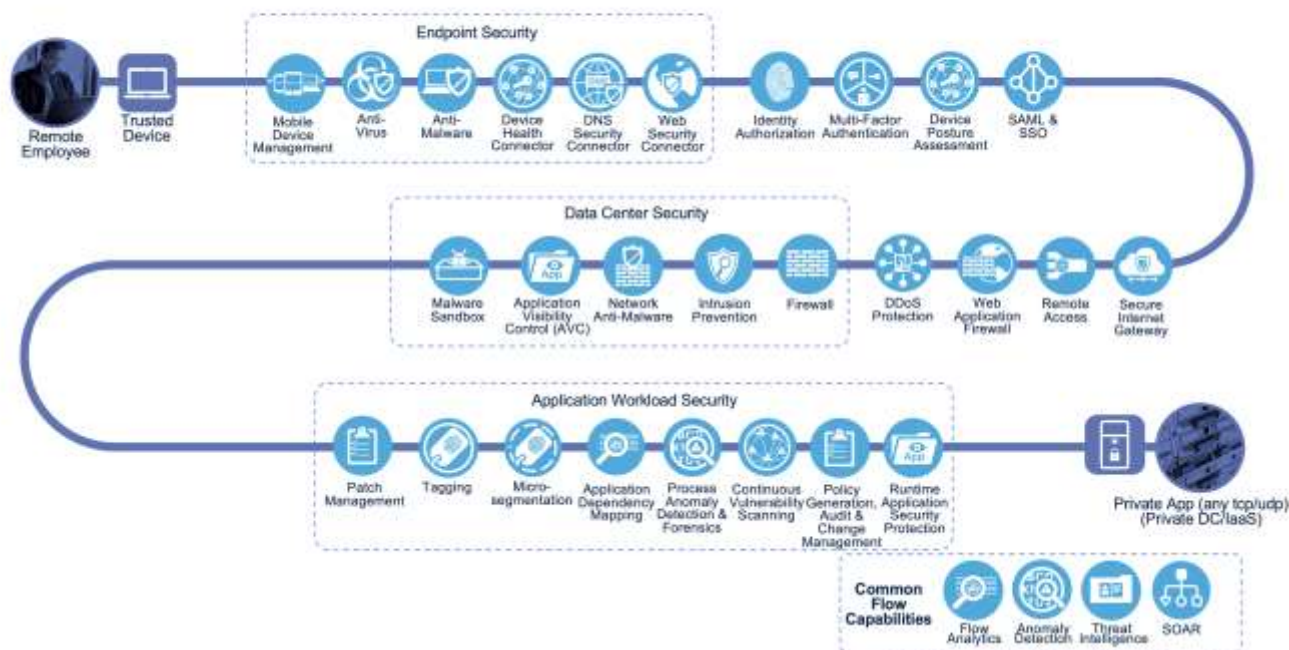 Endpoint Security
Remote
Employee
Trusted
Device
Mobile
Device
Management
Anti-
Virus
Anti-
Malware
Device
Health
Connector
DNS
Security
Connector
Web
Security
Connector
Identity
Authorization
Multi-Factor
Authentication
Device
Posture
Assessment
SAML &
SSO
Data Center Security
Malware
Sandbox
App
Application
Visibility
Control (AVC)
Network
Anti-Malware
Intrusion
Prevention
Firewall
DDoS
Protection
Web
Application
Firewall
Remote
Access
Secure
Internet
Gateway
Application Workload Security
Patch
Management
Tagging
Micro-
segmentation
Application
Dependency
Mapping
Process
Anomaly
Detection &
Forensics
Continuous
Vulnerability
Scanning
Policy
Generation,
Audit &
Change
Management
App
Runtime
Application
Security
Protection
Private App (any tcp/udp)
(Private DC/IaaS)
Common
Flow
Capabilities
Flow
Analytics
Anomaly
Detection
Threat
Intelligence
SOAR